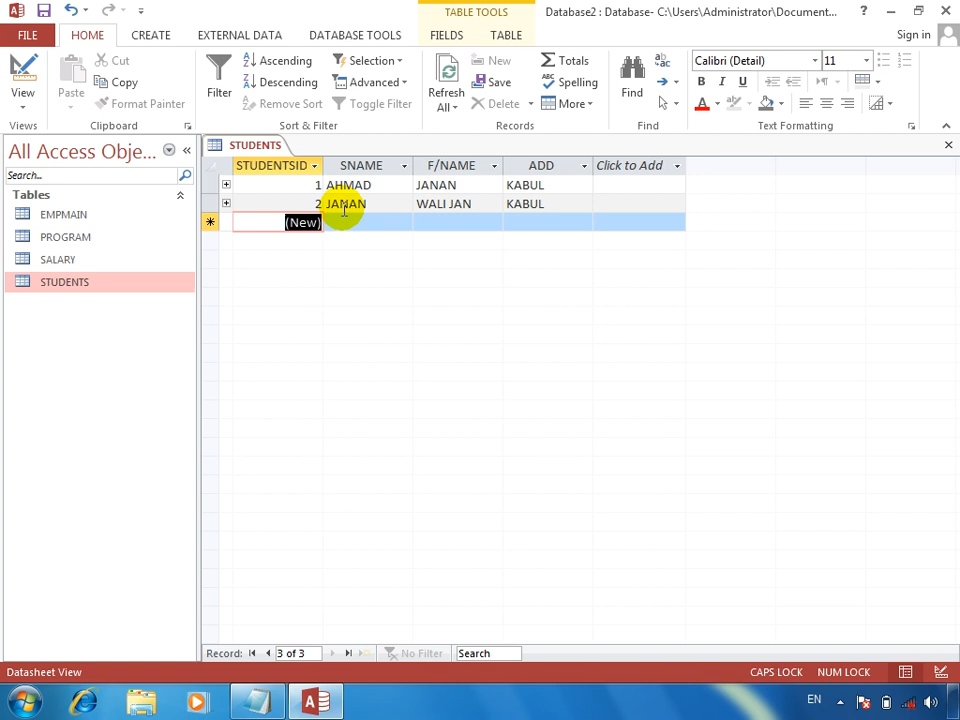 TABLE TOOLS
Database2 : Database- C:\Users\Administrator\Document...
?
FILE
HOME
CREATE
EXTERNAL DATA
DATABASE TOOLS
FIELDS
TABLE
Sign in
View
Views
Paste
Cut
Copy
Format Painter
Clipboard
Filter
Ascending
Descending
Remove Sort
Selection
Advanced
Toggle Filter
Sort & Filter
Refresh
All
New
Save
Delete
Totals
Spelling
More
Records
Find
Find
Calibri (Detail)
11
B I U
A
Text Formatting
All Access Obje...
Search...
Tables
EMPMAIN
PROGRAM
SALARY
STUDENTS
STUDENTS
STUDENTSID SNAME F/NAME ADD Click to Add
1 AHMAD JANAN KABUL
2 JANAN WALI JAN KABUL
(New)
Record: 3 of 3 No Filter Search
Datasheet View
CAPS LOCK NUM LOCK
EN